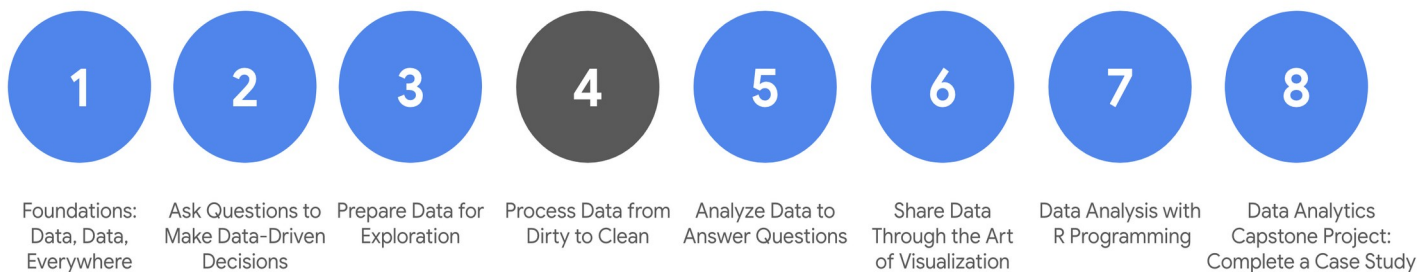 1
2
3
4
5
6
7
8
Foundations:
Data, Data,
Everywhere
Ask Questions to
Make Data-Driven
Decisions
Prepare Data for
Exploration
Process Data from
Dirty to Clean
Analyze Data to
Answer Questions
Share Data
Through the Art
of Visualization
Data Analysis with
R Programming
Data Analytics
Capstone Project:
Complete a Case Study